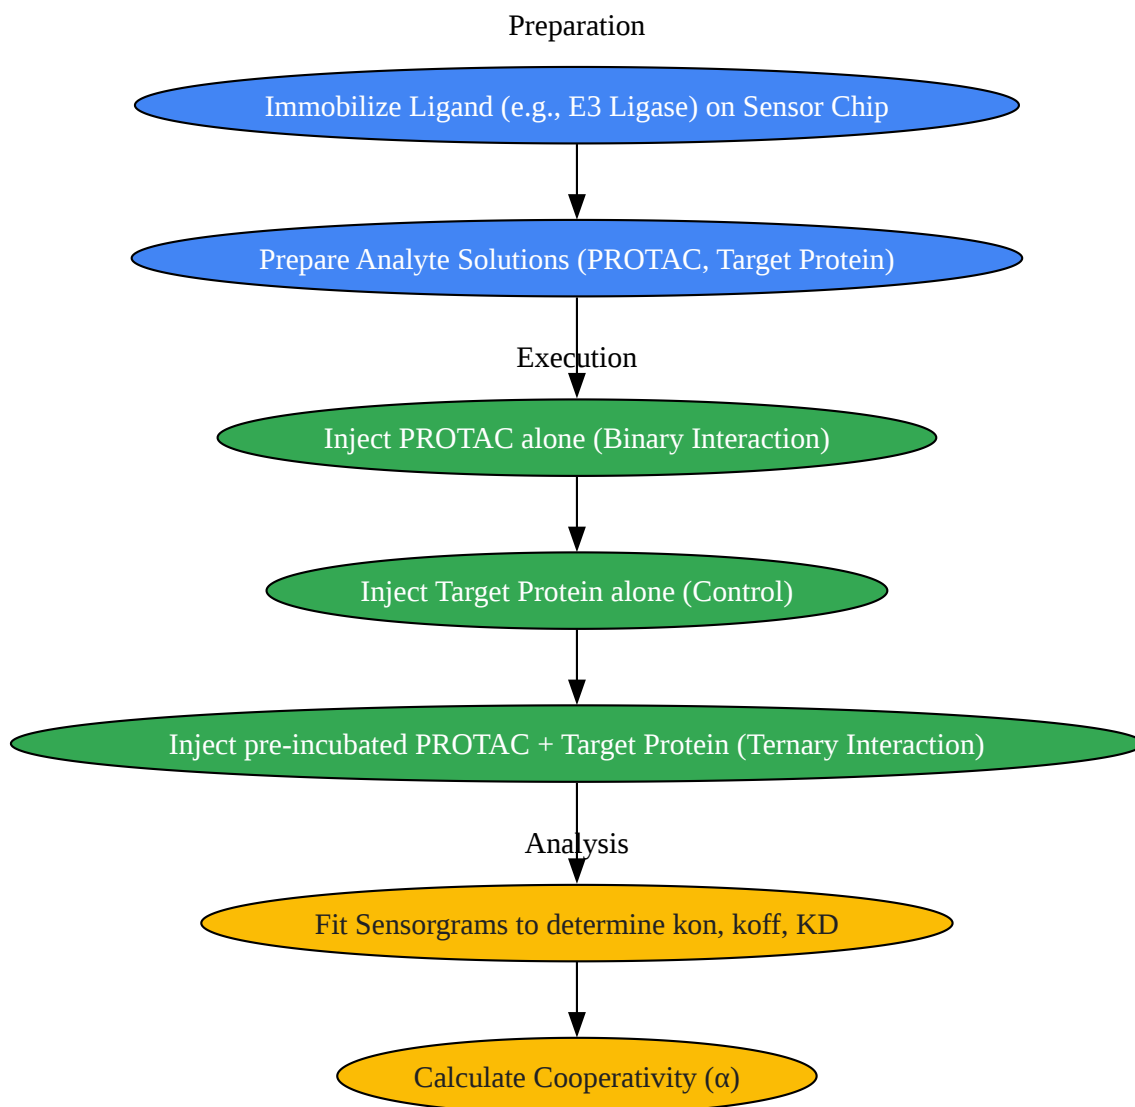 Preparation
Immobilize Ligand (e.g., E3 Ligase) on Sensor Chip
Prepare Analyte Solutions (PROTAC, Target Protein)
Execution
Inject PROTAC alone (Binary Interaction)
Inject Target Protein alone (Control)
Inject pre-incubated PROTAC + Target Protein (Ternary Interaction)
Analysis
Fit Sensorgrams to determine kon, koff, KD
Calculate Cooperativity (α)